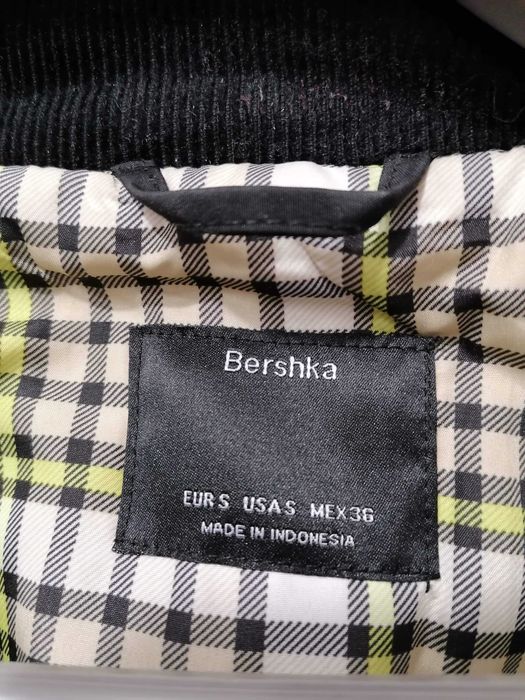 Bershka
EUR S USA S MEX 36
MADE IN INDONESIA